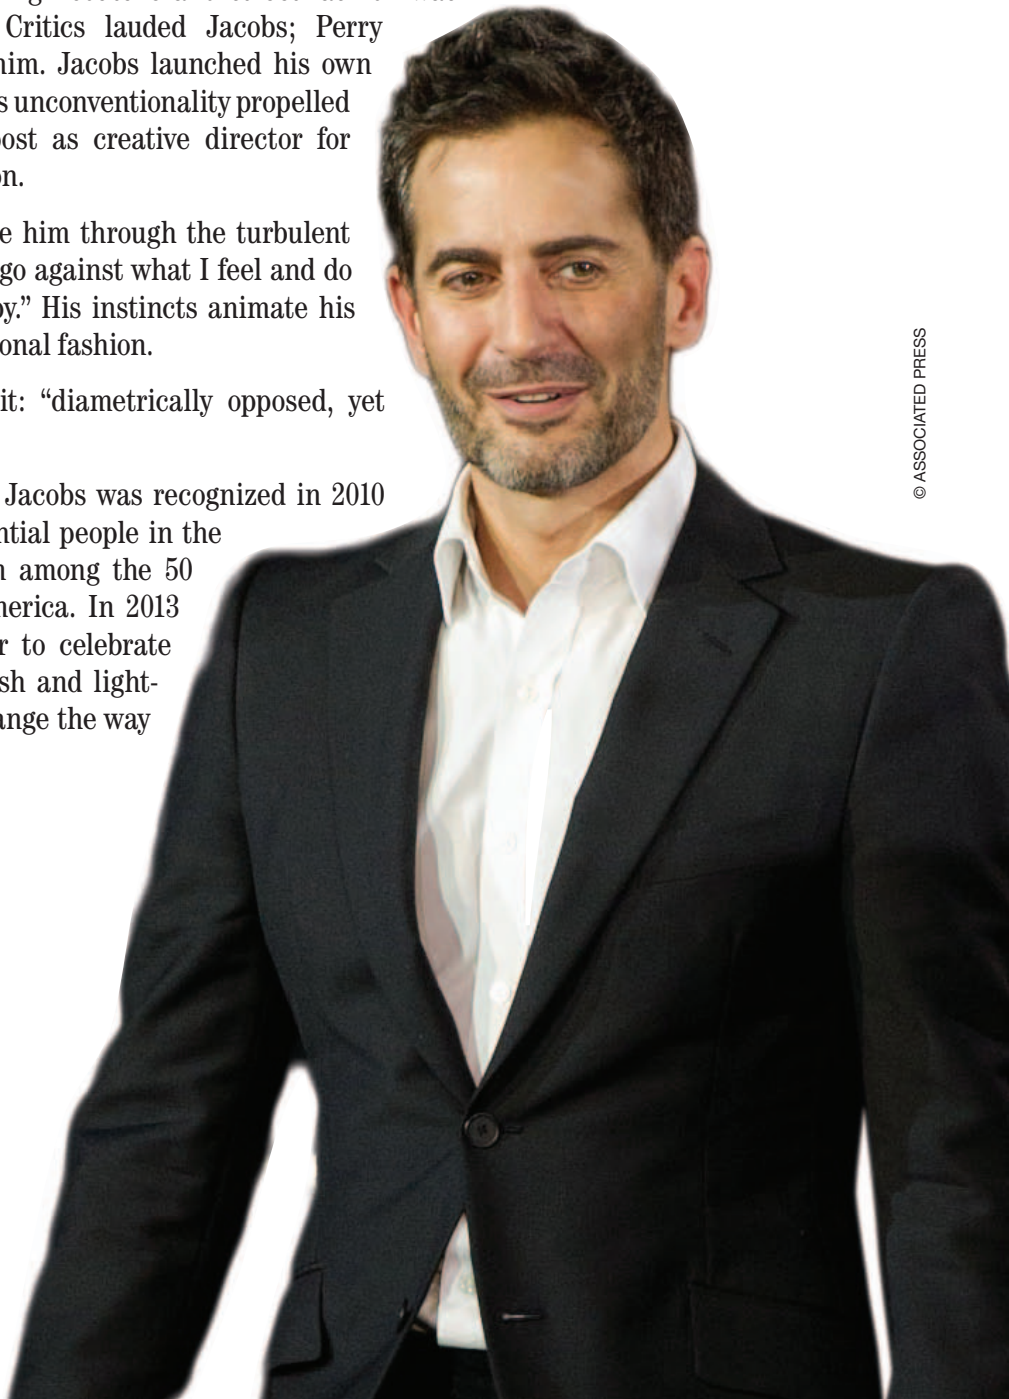 Critics lauded Jacobs; Perry
him. Jacobs launched his own
s unconventionality propelled
post as creative director for
on.
e him through the turbulent
go against what I feel and do
py.” His instincts animate his
onal fashion.
it: “diametrically opposed, yet
Jacobs was recognized in 2010
ntial people in the
n among the 50
merica. In 2013
r to celebrate
sh and light-
ange the way
© ASSOCIATED PRESS